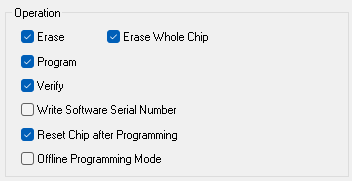 Operation
Erase Erase Whole Chip
Program
Verify
Write Software Serial Number
Reset Chip after Programming
Offline Programming Mode